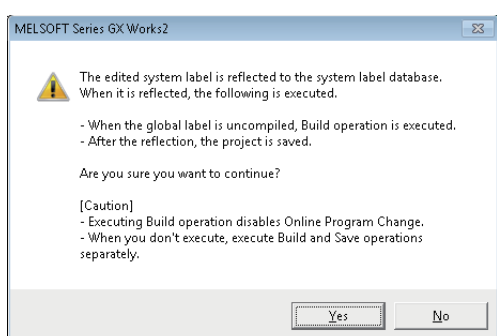 MELSOFT Series GX Works2
The edited system label is reflected to the system label database.
When it is reflected, the following is executed.
- When the global label is uncompiled, Build operation is executed.
- After the reflection, the project is saved.
Are you sure you want to continue?
[Caution]
- Executing Build operation disables Online Program Change.
- When you don't execute, execute Build and Save operations
separately.
Yes
No